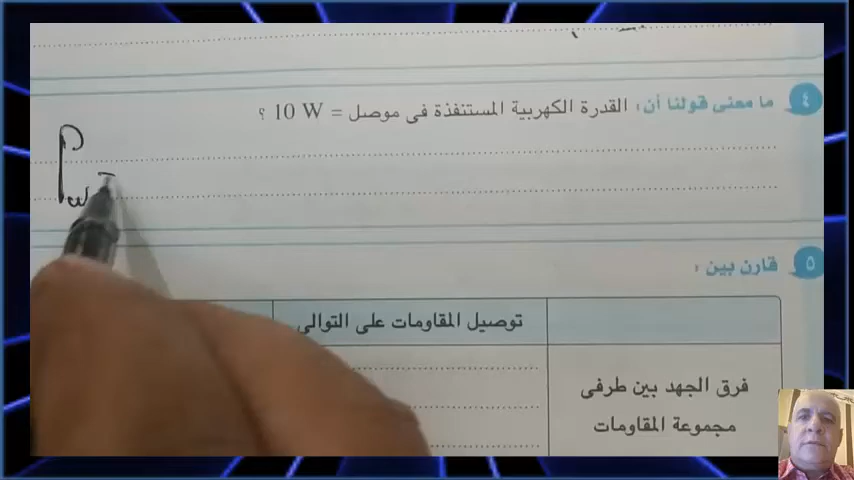 ٤ ما معنى قولنا أن : القدرة الكهربية المستنفذة فى موصل = 10 W ؟
P
w =
٥ قارن بين :
توصيل المقاومات على التوالى
فرق الجهد بين طرفى
مجموعة المقاومات